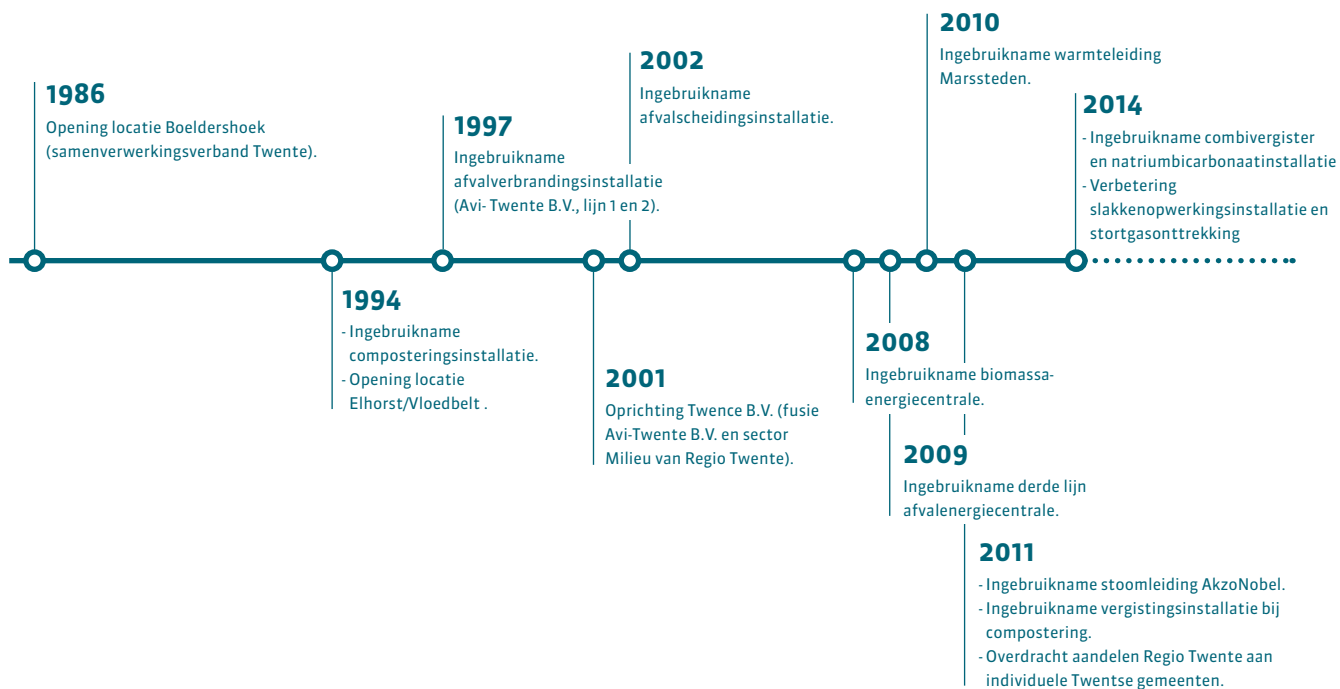 1986
Opening locatie Boeldershoek
(samenverwerkingsverband Twente).
1994
- Ingebruikname
composteringsinstallatie.
- Opening locatie
Elhorst/Vloedbelt .
1997
Ingebruikname
afvalverbrandingsinstallatie
(Avi- Twente B.V., lijn 1 en 2).
2001
Oprichting Twence B.V. (fusie
Avi-Twente B.V. en sector
Milieu van Regio Twente).
2002
Ingebruikname
afvalscheidingsinstallatie.
2008
Ingebruikname biomassa-
energiecentrale.
2009
Ingebruikname derde lijn
afvalenergiecentrale.
2010
Ingebruikname warmteleiding
Marssteden.
2011
- Ingebruikname stoomleiding AkzoNobel.
- Ingebruikname vergistingsinstallatie bij
compostering.
- Overdracht aandelen Regio Twente aan
individuele Twentse gemeenten.
2014
- Ingebruikname combivergister
en natriumbicarbonaatinstallatie
- Verbetering
slakkenopwerkingsinstallatie en
stortgasonttrekking